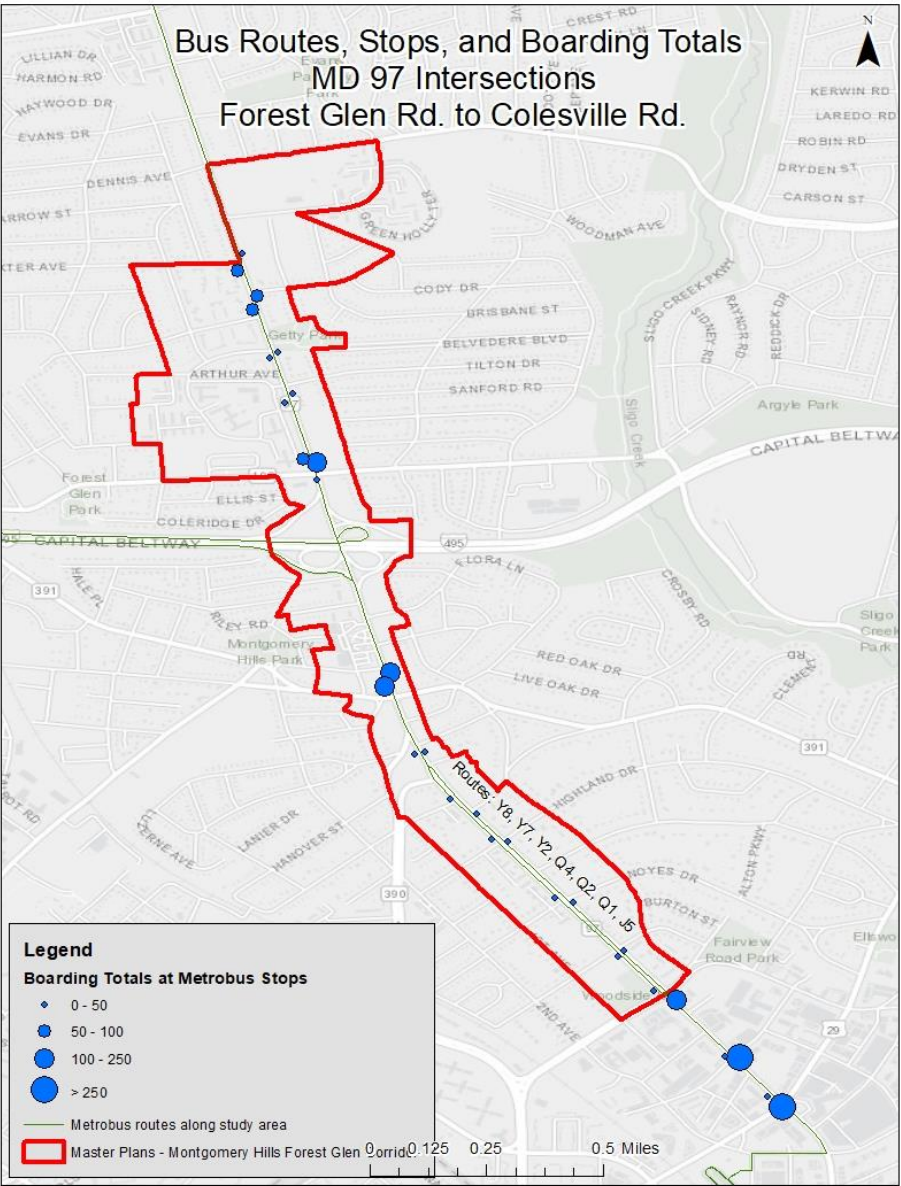 Bus Routes, Stops, and Boarding Totals
MD 97 Intersections
Forest Glen Rd. to Colesville Rd.
N
CREST RD
LILLIAN DR
HARMON RD
HAYWOOD DR
EVANS DR
KERWIN RD
LAREDO RD
ROBIN RD
DRYDEN ST
CARSON ST
DENNIS AVE
ARROW ST
GREEN HOLLY TER
WOODMAN AVE
XTER AVE
CODY DR
SLIGO CREEK PKWY
BRISBANE ST
RAYNOR RD
SIDNEY RD
REDDICK DR
Getty Park
BELVEDERE BLVD
TILTON DR
SANFORD RD
ARTHUR AVE
Argyle Park
Sligo Creek
CAPITAL BELTWA
Forest
Glen
Park
ELLIS ST
COLERIDGE DR
CAPITAL BELTWAY
495
FLORA LN
391
HALE PL
RILEY RD
CROSBY RD
Sligo
Creek
Park
Montgomery
Hills Park
RED OAK DR
LIVE OAK DR
391
Routes: Y8, Y7, Y2, Q4, Q2, Q1, J5
HIGHLAND DR
LANIER DR
HANOVER ST
ALTON PKWY
NOYES DR
BURTON ST
390
97
Fairview
Road Park
Ellswo
Woodside
2ND AVE
29
Legend
Boarding Totals at Metrobus Stops
0 - 50
50 - 100
100 - 250
> 250
Metrobus routes along study area
Master Plans - Montgomery Hills Forest Glen Corridor
0 0.125 0.25 0.5 Miles